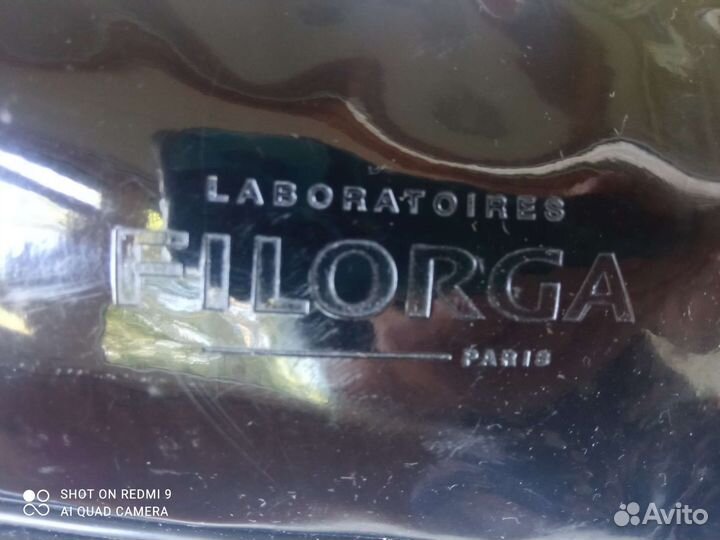 LABORATOIRES
FILORGA
PARIS
SHOT ON REDMI 9
AI QUAD CAMERA
Avito